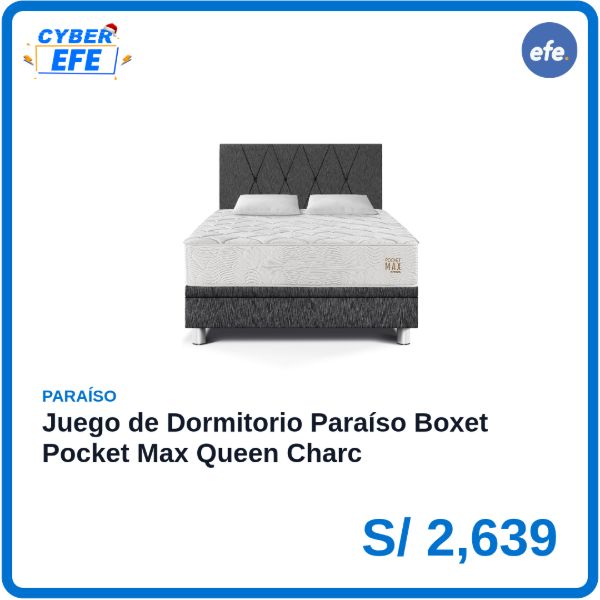 CYBER
EFE
efe.
POCKET
MAX
PARAÍSO
Juego de Dormitorio Paraíso Boxet
Pocket Max Queen Charc
S/ 2,639